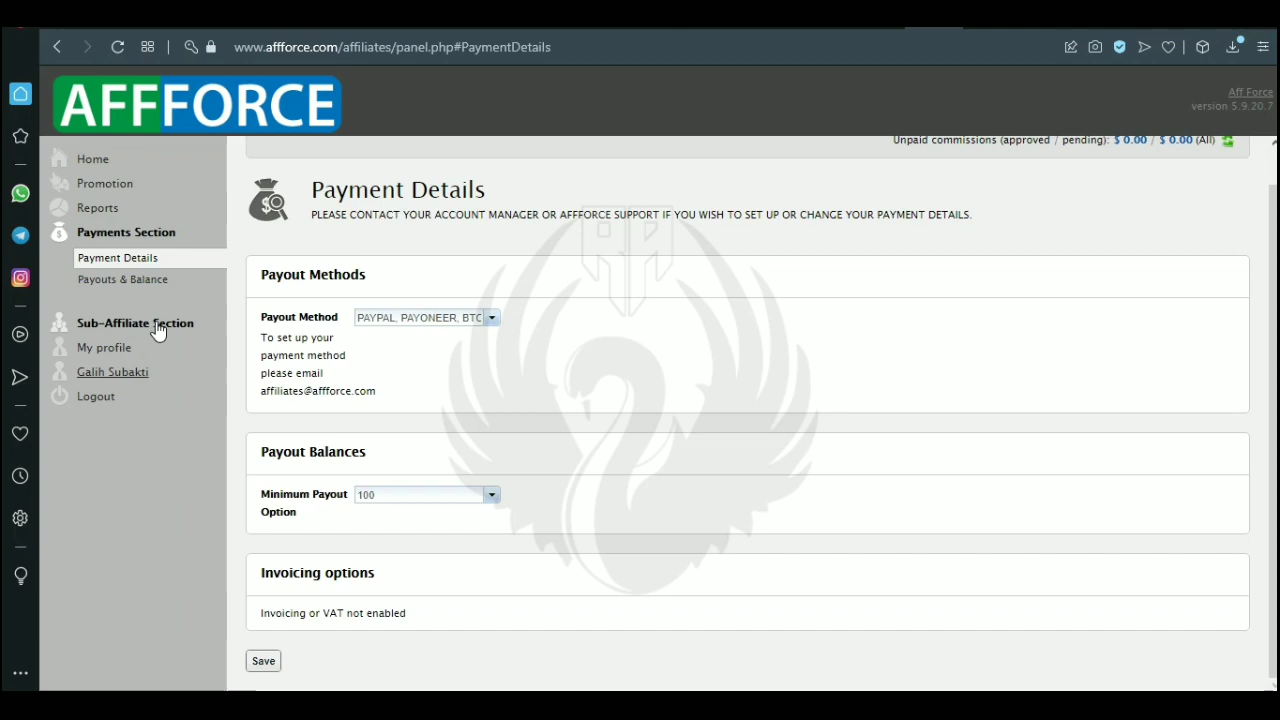 www.affforce.com/affiliates/panel.php#PaymentDetails
AFFFORCE
Aff Force
version 5.9.20.7
Unpaid commissions (approved / pending): $ 0.00 / $ 0.00 (All)
Home
Promotion
Reports
Payments Section
Payment Details
Payouts & Balance
Sub-Affiliate Section
My profile
Galih Subakti
Logout
Payment Details
PLEASE CONTACT YOUR ACCOUNT MANAGER OR AFFFORCE SUPPORT IF YOU WISH TO SET UP OR CHANGE YOUR PAYMENT DETAILS.
Payout Methods
Payout Method PAYPAL, PAYONEER, BTC
To set up your
payment method
please email
affiliates@affforce.com
Payout Balances
Minimum Payout 100
Option
Invoicing options
Invoicing or VAT not enabled
Save